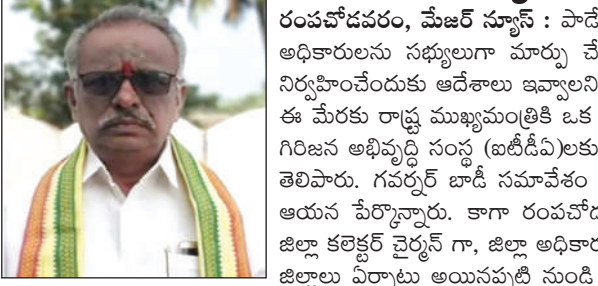 రంపచోడవరం, మేజర్ న్యూస్ : పాడే
అధికారులను సభ్యులుగా మార్పు చే
నిర్వహించేందుకు ఆదేశాలు ఇవ్వాలని
ఈ మేరకు రాష్ట్ర ముఖ్యమంత్రికి ఒక
గిరిజన అభివృద్ధి సంస్థ (ఐటీడీఏ)లకు
తెలిపారు. గవర్నర్ బాడీ సమావేశం
ఆయన పేర్కొన్నారు. కాగా రంపచోడ
జిల్లా కలెక్టర్ చైర్మన్ గా, జిల్లా అధికార
జిల్లాలు ఏర్పాటు అయినప్పటి నుండి